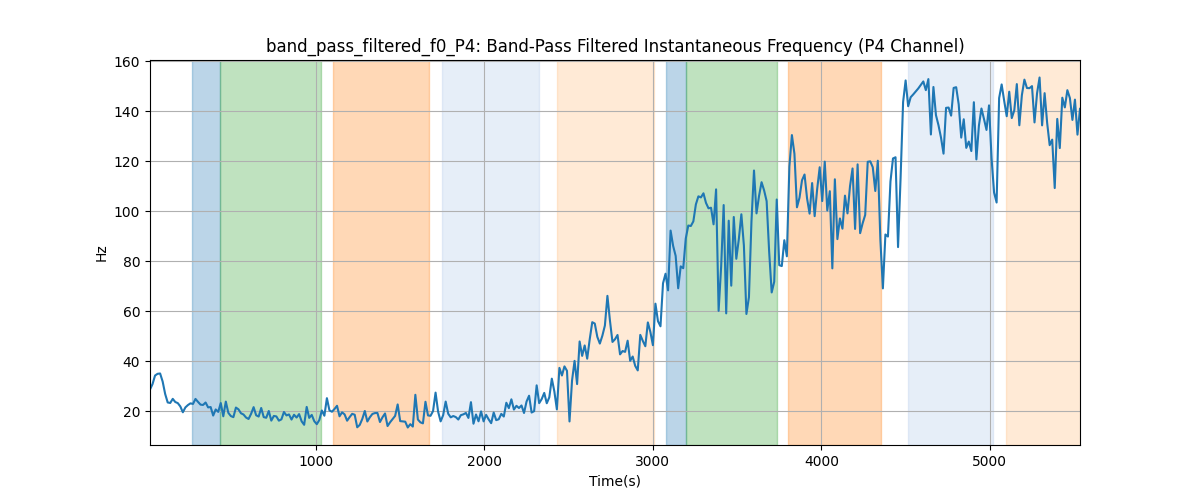 band_pass_filtered_f0_P4: Band-Pass Filtered Instantaneous Frequency (P4 Channel)
160
140
120
100
80
60
40
20
Hz
1000 2000 3000 4000 5000
Time(s)